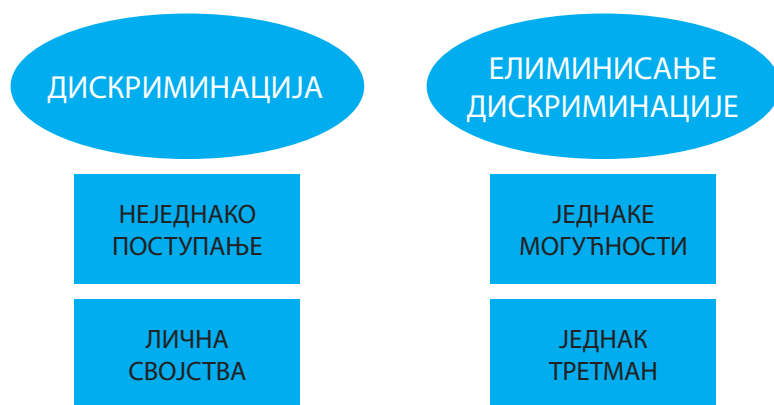 ДИСКРИМИНАЦИЈА
НЕЈЕДНАКО
ПОСТУПАЊЕ
ЛИЧНА
СВОЈСТВА
ЕЛИМИНИСАЊЕ
ДИСКРИМИНАЦИЈЕ
ЈЕДНАКЕ
МОГУЋНОСТИ
ЈЕДНАК
ТРЕТМАН